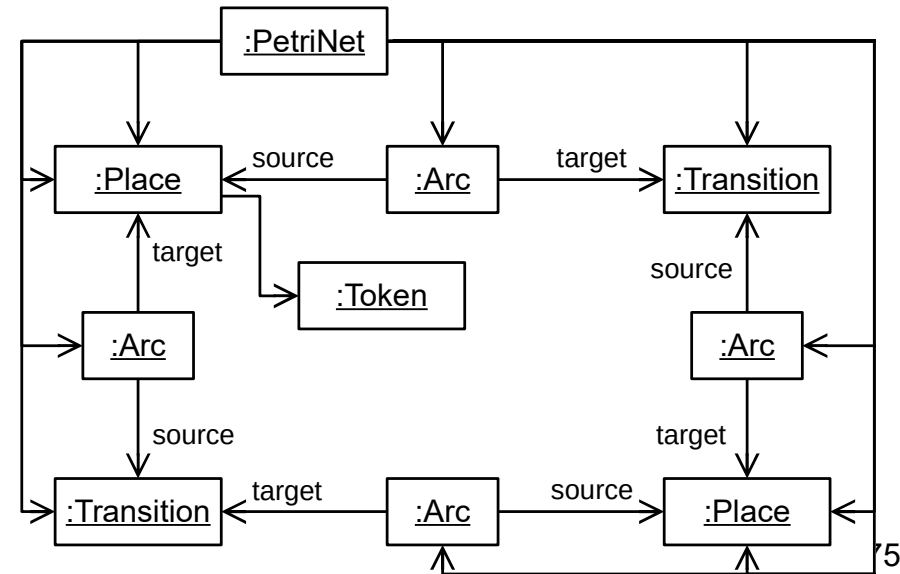 :PetriNet
source
target
:Place
:Arc
:Transition
target
source
:Token
:Arc
:Arc
source
target
target
source
:Transition
:Arc
:Place
75